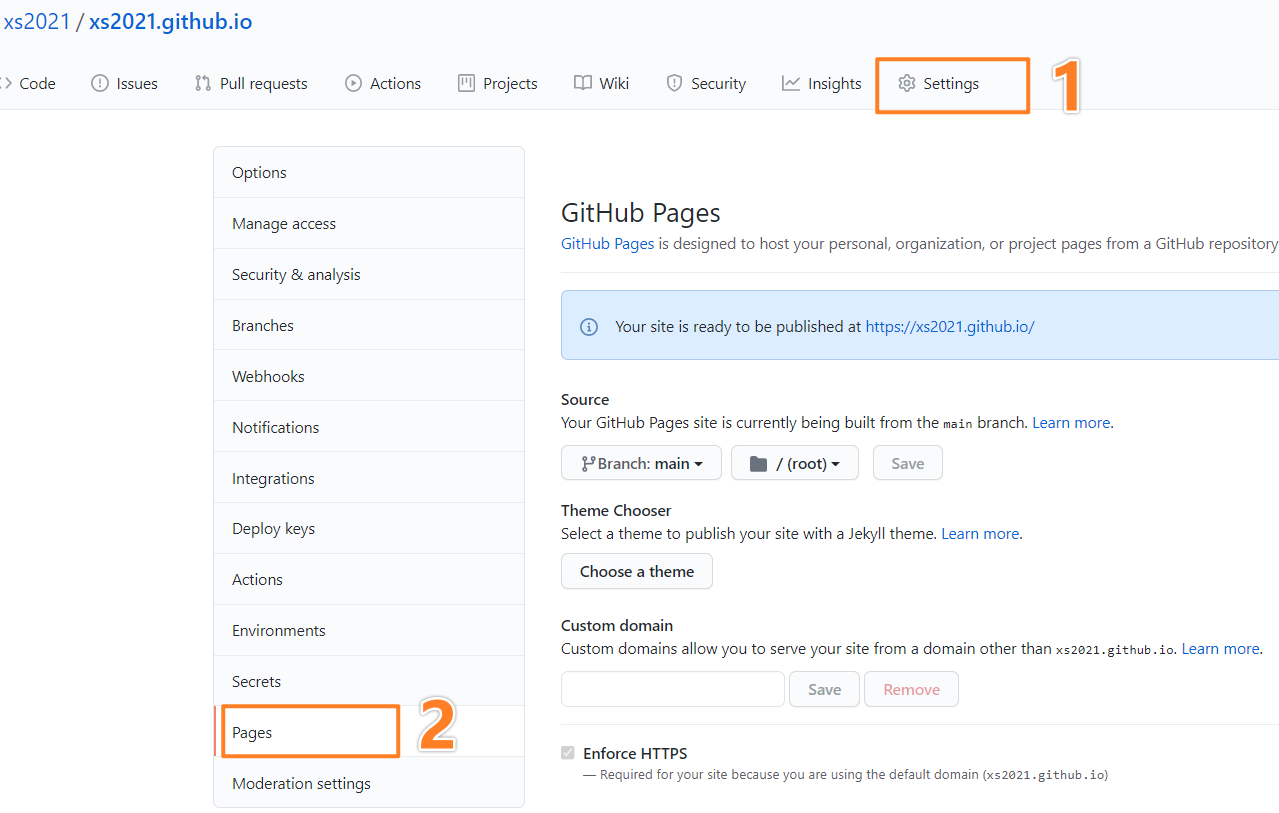 xs2021 / xs2021.github.io
Code Issues Pull requests Actions Projects Wiki Security Insights Settings 1
Options
Manage access
Security & analysis
Branches
Webhooks
Notifications
Integrations
Deploy keys
Actions
Environments
Secrets
Pages 2
Moderation settings
GitHub Pages
GitHub Pages is designed to host your personal, organization, or project pages from a GitHub repository
Your site is ready to be published at https://xs2021.github.io/
Source
Your GitHub Pages site is currently being built from the main branch. Learn more.
Branch: main / (root) Save
Theme Chooser
Select a theme to publish your site with a Jekyll theme. Learn more.
Choose a theme
Custom domain
Custom domains allow you to serve your site from a domain other than xs2021.github.io. Learn more.
Save Remove
Enforce HTTPS
— Required for your site because you are using the default domain (xs2021.github.io)